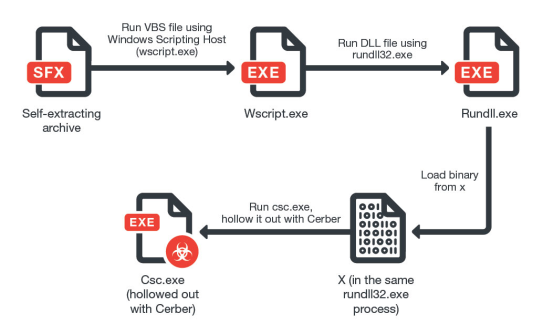 Run VBS file using
Windows Scripting Host
(wscript.exe)
Run DLL file using
rundll32.exe
SFX
EXE
EXE
Self-extracting
archive
Wscript.exe
Rundll.exe
Load binary
from x
Run csc.exe,
hollow it out with Cerber
EXE
Csc.exe
(hollowed out
with Cerber)
X (in the same
rundll32.exe
process)